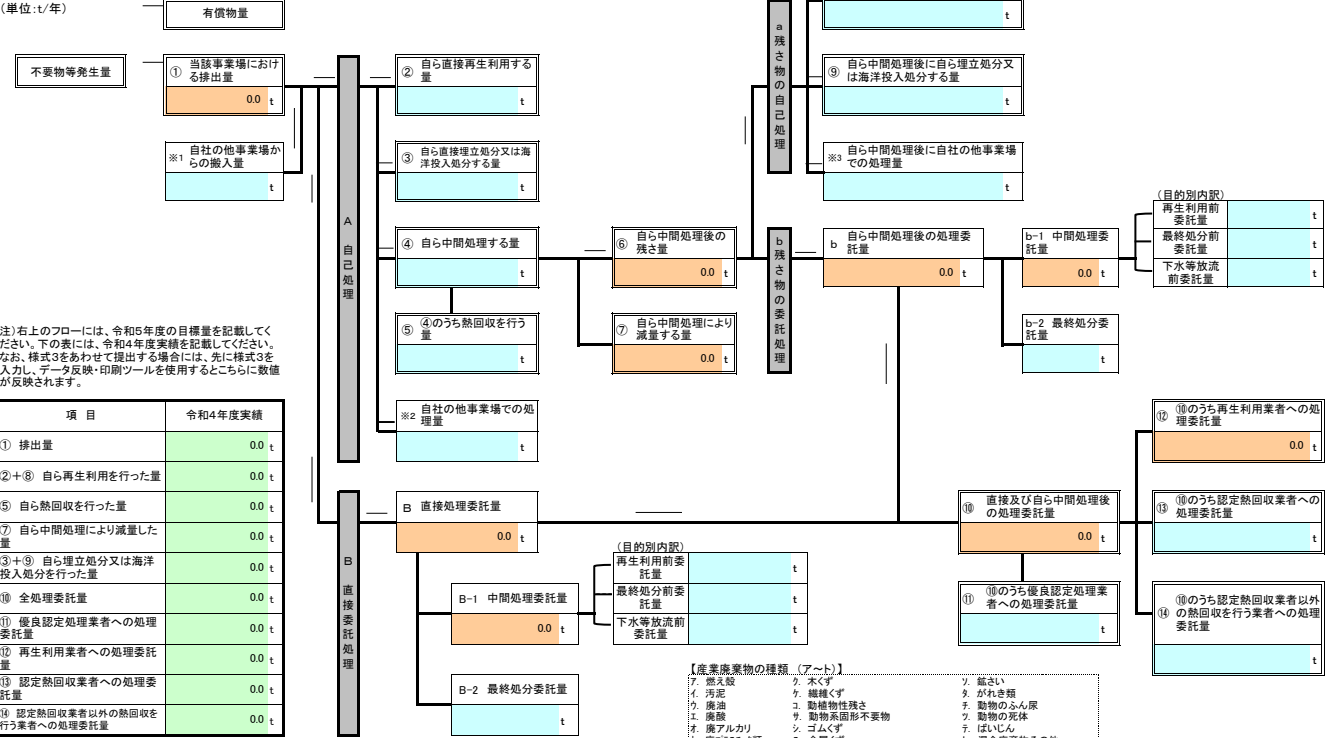 (単位:t/年)
有償物量
不要物等発生量
① 当該事業場におけ
る排出量
0.0 t
※1 自社の他事業場か
らの搬入量
t
A 自己処理
② 自ら直接再生利用する
量
t
③ 自ら直接埋立処分又は海
洋投入処分する量
t
④ 自ら中間処理する量
t
⑤ ④のうち熱回収を行う
量
t
※2 自社の他事業場での処
理量
t
⑥ 自ら中間処理後の
残さ量
0.0 t
⑦ 自ら中間処理により
減量する量
0.0 t
a 残さ物の自己処理
t
⑨ 自ら中間処理後に自ら埋立処分又
は海洋投入処分する量
t
※3 自ら中間処理後に自社の他事業場
での処理量
t
b 残さ物の委託処理
b 自ら中間処理後の処理委
託量
0.0 t
b-1 中間処理委
託量
0.0 t
(目的別内訳)
再生利用前
委託量 t
最終処分前
委託量 t
下水等放流
前委託量 t
b-2 最終処分委
託量
t
注)右上のフローには、令和5年度の目標量を記載してく
ださい。下の表には、令和4年度実績を記載してください。
なお、様式3をあわせて提出する場合には、先に様式3を
入力し、データ反映・印刷ツールを使用するとこちらに数値
が反映されます。
項 目 令和4年度実績
① 排出量 0.0 t
②+⑧ 自ら再生利用を行った量 0.0 t
⑤ 自ら熱回収を行った量 0.0 t
⑦ 自ら中間処理により減量した
量 0.0 t
③+⑨ 自ら埋立処分又は海洋
投入処分を行った量 0.0 t
⑩ 全処理委託量 0.0 t
⑪ 優良認定処理業者への処理
委託量 0.0 t
⑫ 再生利用業者への処理委託
量 0.0 t
⑬ 認定熱回収業者への処理委
託量 0.0 t
⑭ 認定熱回収業者以外の熱回収を
行う業者への処理委託量 0.0 t
B 直接委託処理
B 直接処理委託量
0.0 t
B-1 中間処理委託量
0.0 t
(目的別内訳)
再生利用前委
託量 t
最終処分前委
託量 t
下水等放流前
委託量 t
B-2 最終処分委託量
t
⑩ 直接及び自ら中間処理後
の処理委託量
0.0 t
⑪ ⑩のうち優良認定処理業
者への処理委託量
t
⑫ ⑩のうち再生利用業者への処
理委託量
0.0 t
⑬ ⑩のうち認定熱回収業者への
処理委託量
t
⑭ ⑩のうち認定熱回収業者以外
の熱回収を行う業者への処理
委託量
t
【産業廃棄物の種類 (ア~ト)】
ア. 燃え殻 ク. 木くず ソ. 鉱さい
イ. 汚泥 ケ. 繊維くず タ. がれき類
ウ. 廃油 コ. 動植物性残さ チ. 動物のふん尿
エ. 廃酸 サ. 動物系固形不要物 ツ. 動物の死体
オ. 廃アルカリ シ. ゴムくず テ. ばいじん